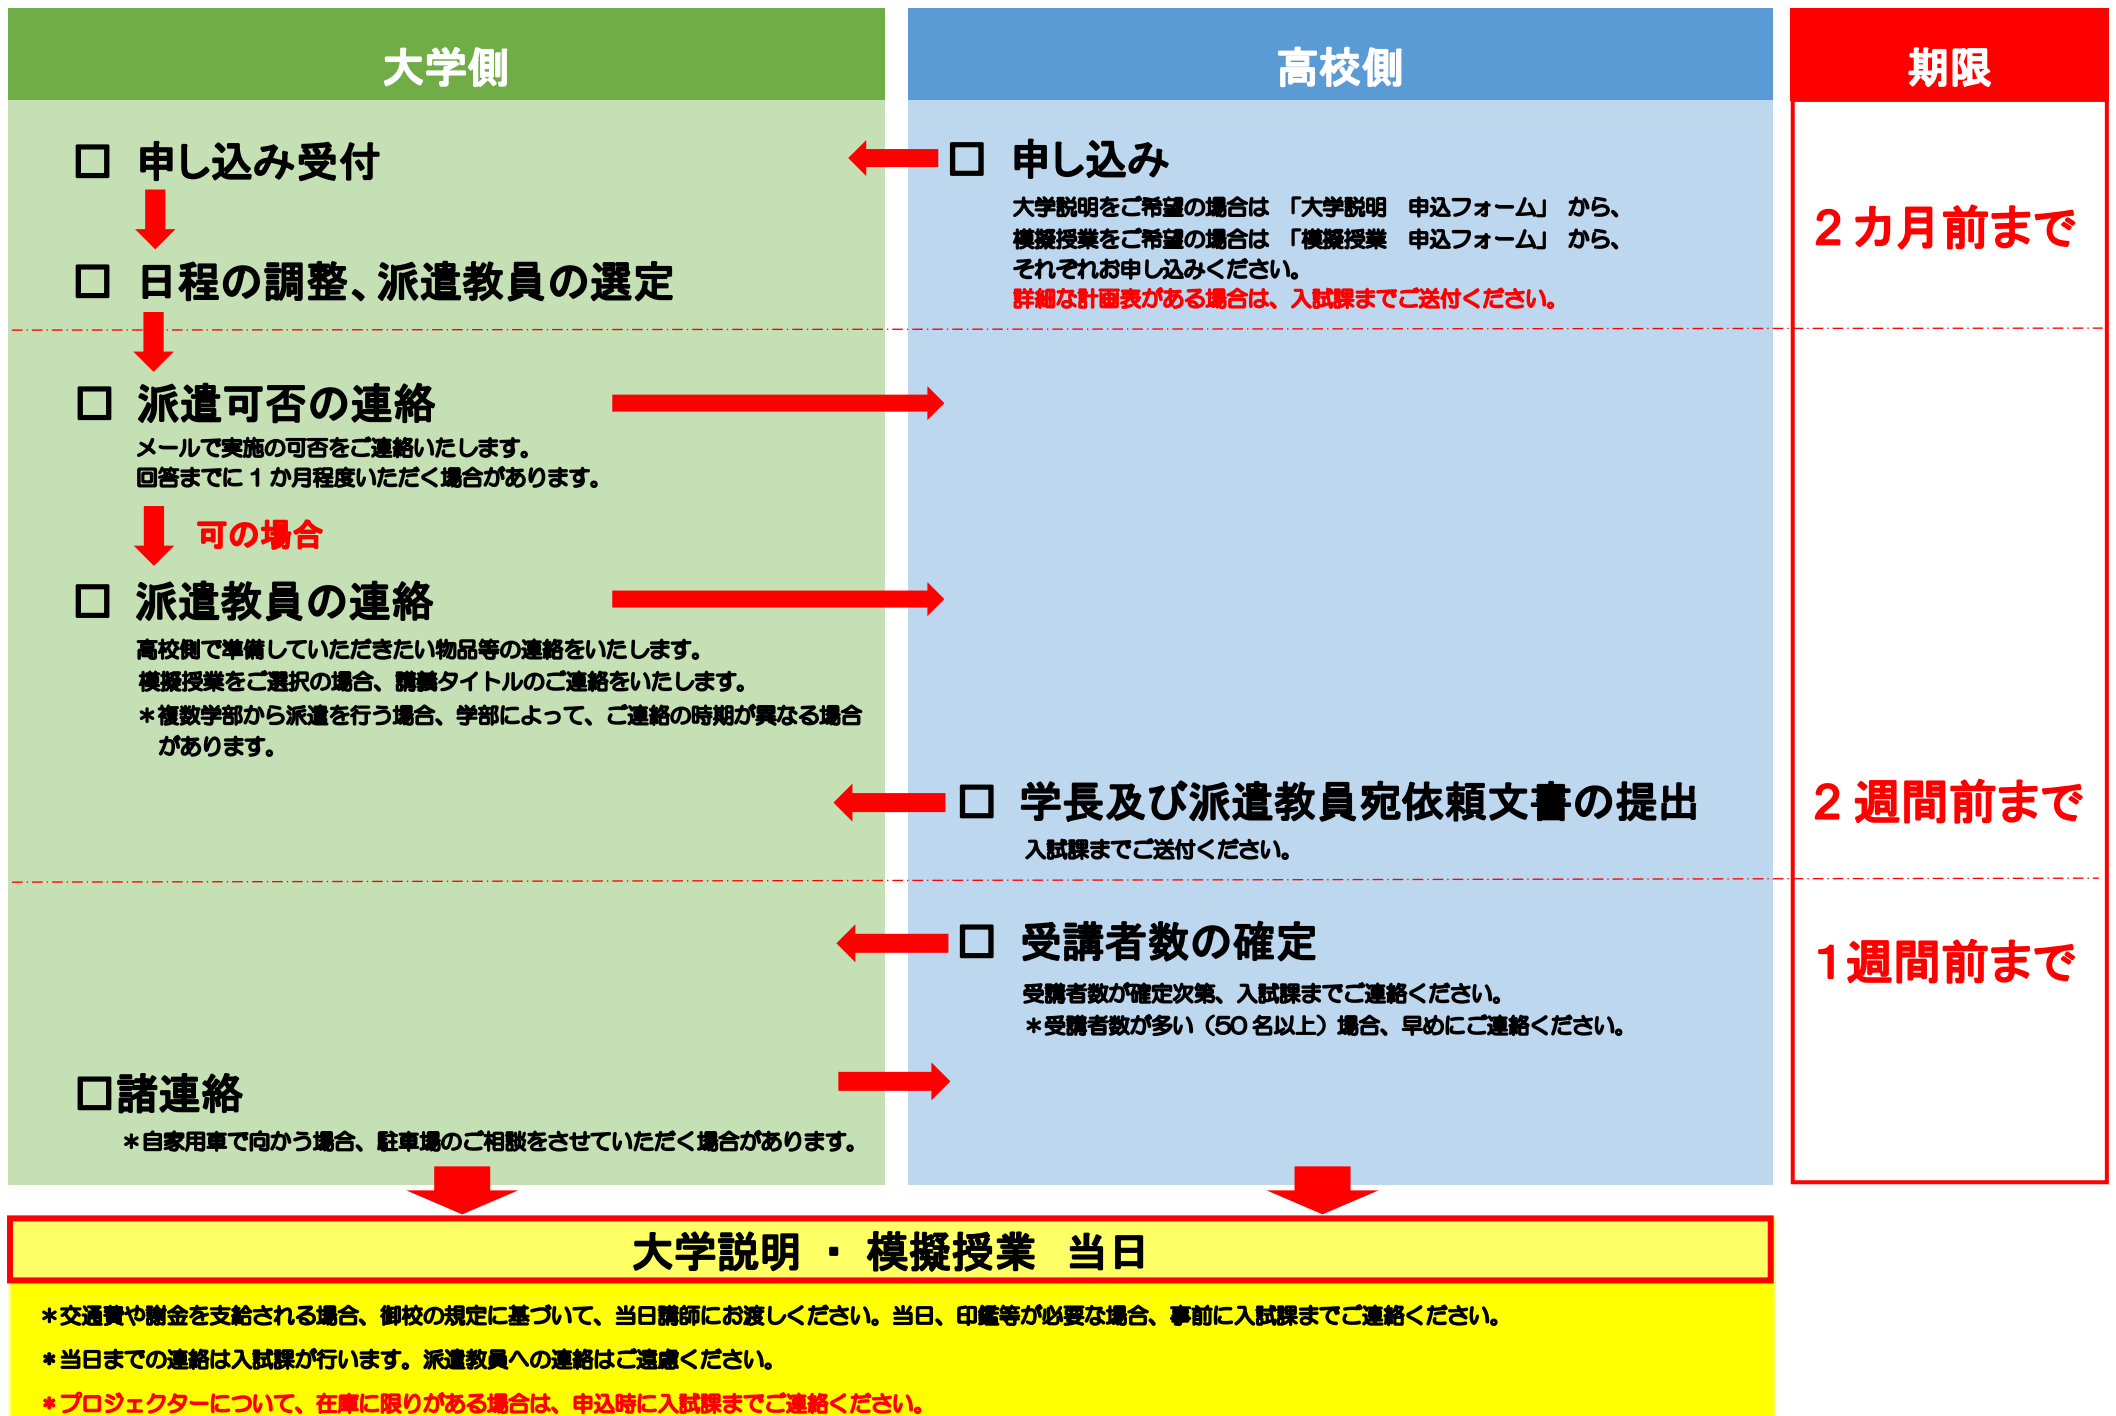 大学側
高校側
期限
□ 申し込み受付
□ 申し込み
大学説明をご希望の場合は 「大学説明 申込フォーム」 から、
模擬授業をご希望の場合は 「模擬授業 申込フォーム」 から、
それぞれお申し込みください。
詳細な計画表がある場合は、入試課までご送付ください。
2カ月前まで
□ 日程の調整、派遣教員の選定
□ 派遣可否の連絡
メールで実施の可否をご連絡いたします。
回答までに1か月程度いただく場合があります。
可の場合
□ 派遣教員の連絡
高校側で準備していただきたい物品等の連絡をいたします。
模擬授業をご選択の場合、講義タイトルのご連絡をいたします。
＊複数学部から派遣を行う場合、学部によって、ご連絡の時期が異なる場合
があります。
□ 学長及び派遣教員宛依頼文書の提出
入試課までご送付ください。
2週間前まで
□ 受講者数の確定
受講者数が確定次第、入試課までご連絡ください。
＊受講者数が多い（50名以上）場合、早めにご連絡ください。
1週間前まで
□諸連絡
＊自家用車で向かう場合、駐車場のご相談をさせていただく場合があります。
大学説明 ・ 模擬授業 当日
＊交通費や謝金を支給される場合、御校の規定に基づいて、当日講師にお渡しください。当日、印鑑等が必要な場合、事前に入試課までご連絡ください。
＊当日までの連絡は入試課が行います。派遣教員への連絡はご遠慮ください。
＊プロジェクターについて、在庫に限りがある場合は、申込時に入試課までご連絡ください。